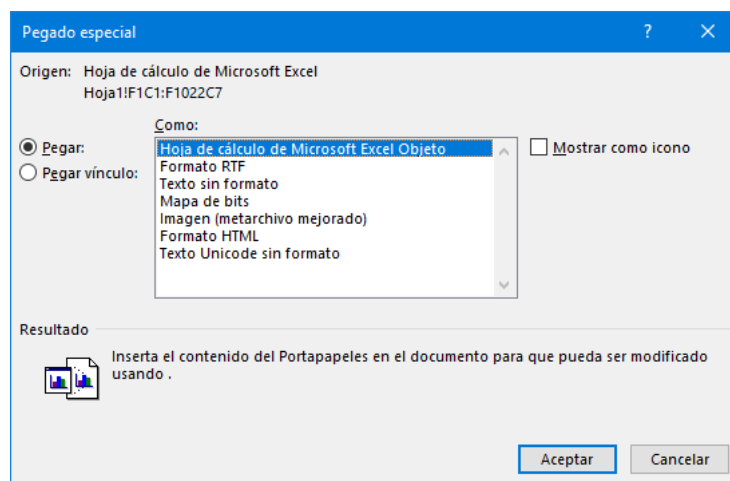 Pegado especial
?
Origen: Hoja de cálculo de Microsoft Excel
Hoja1!F1C1:F1022C7
Como:
Pegar:
Pegar vínculo:
Hoja de cálculo de Microsoft Excel Objeto
Formato RTF
Texto sin formato
Mapa de bits
Imagen (metarchivo mejorado)
Formato HTML
Texto Unicode sin formato
Mostrar como icono
Resultado
Inserta el contenido del Portapapeles en el documento para que pueda ser modificado
usando .
Aceptar
Cancelar